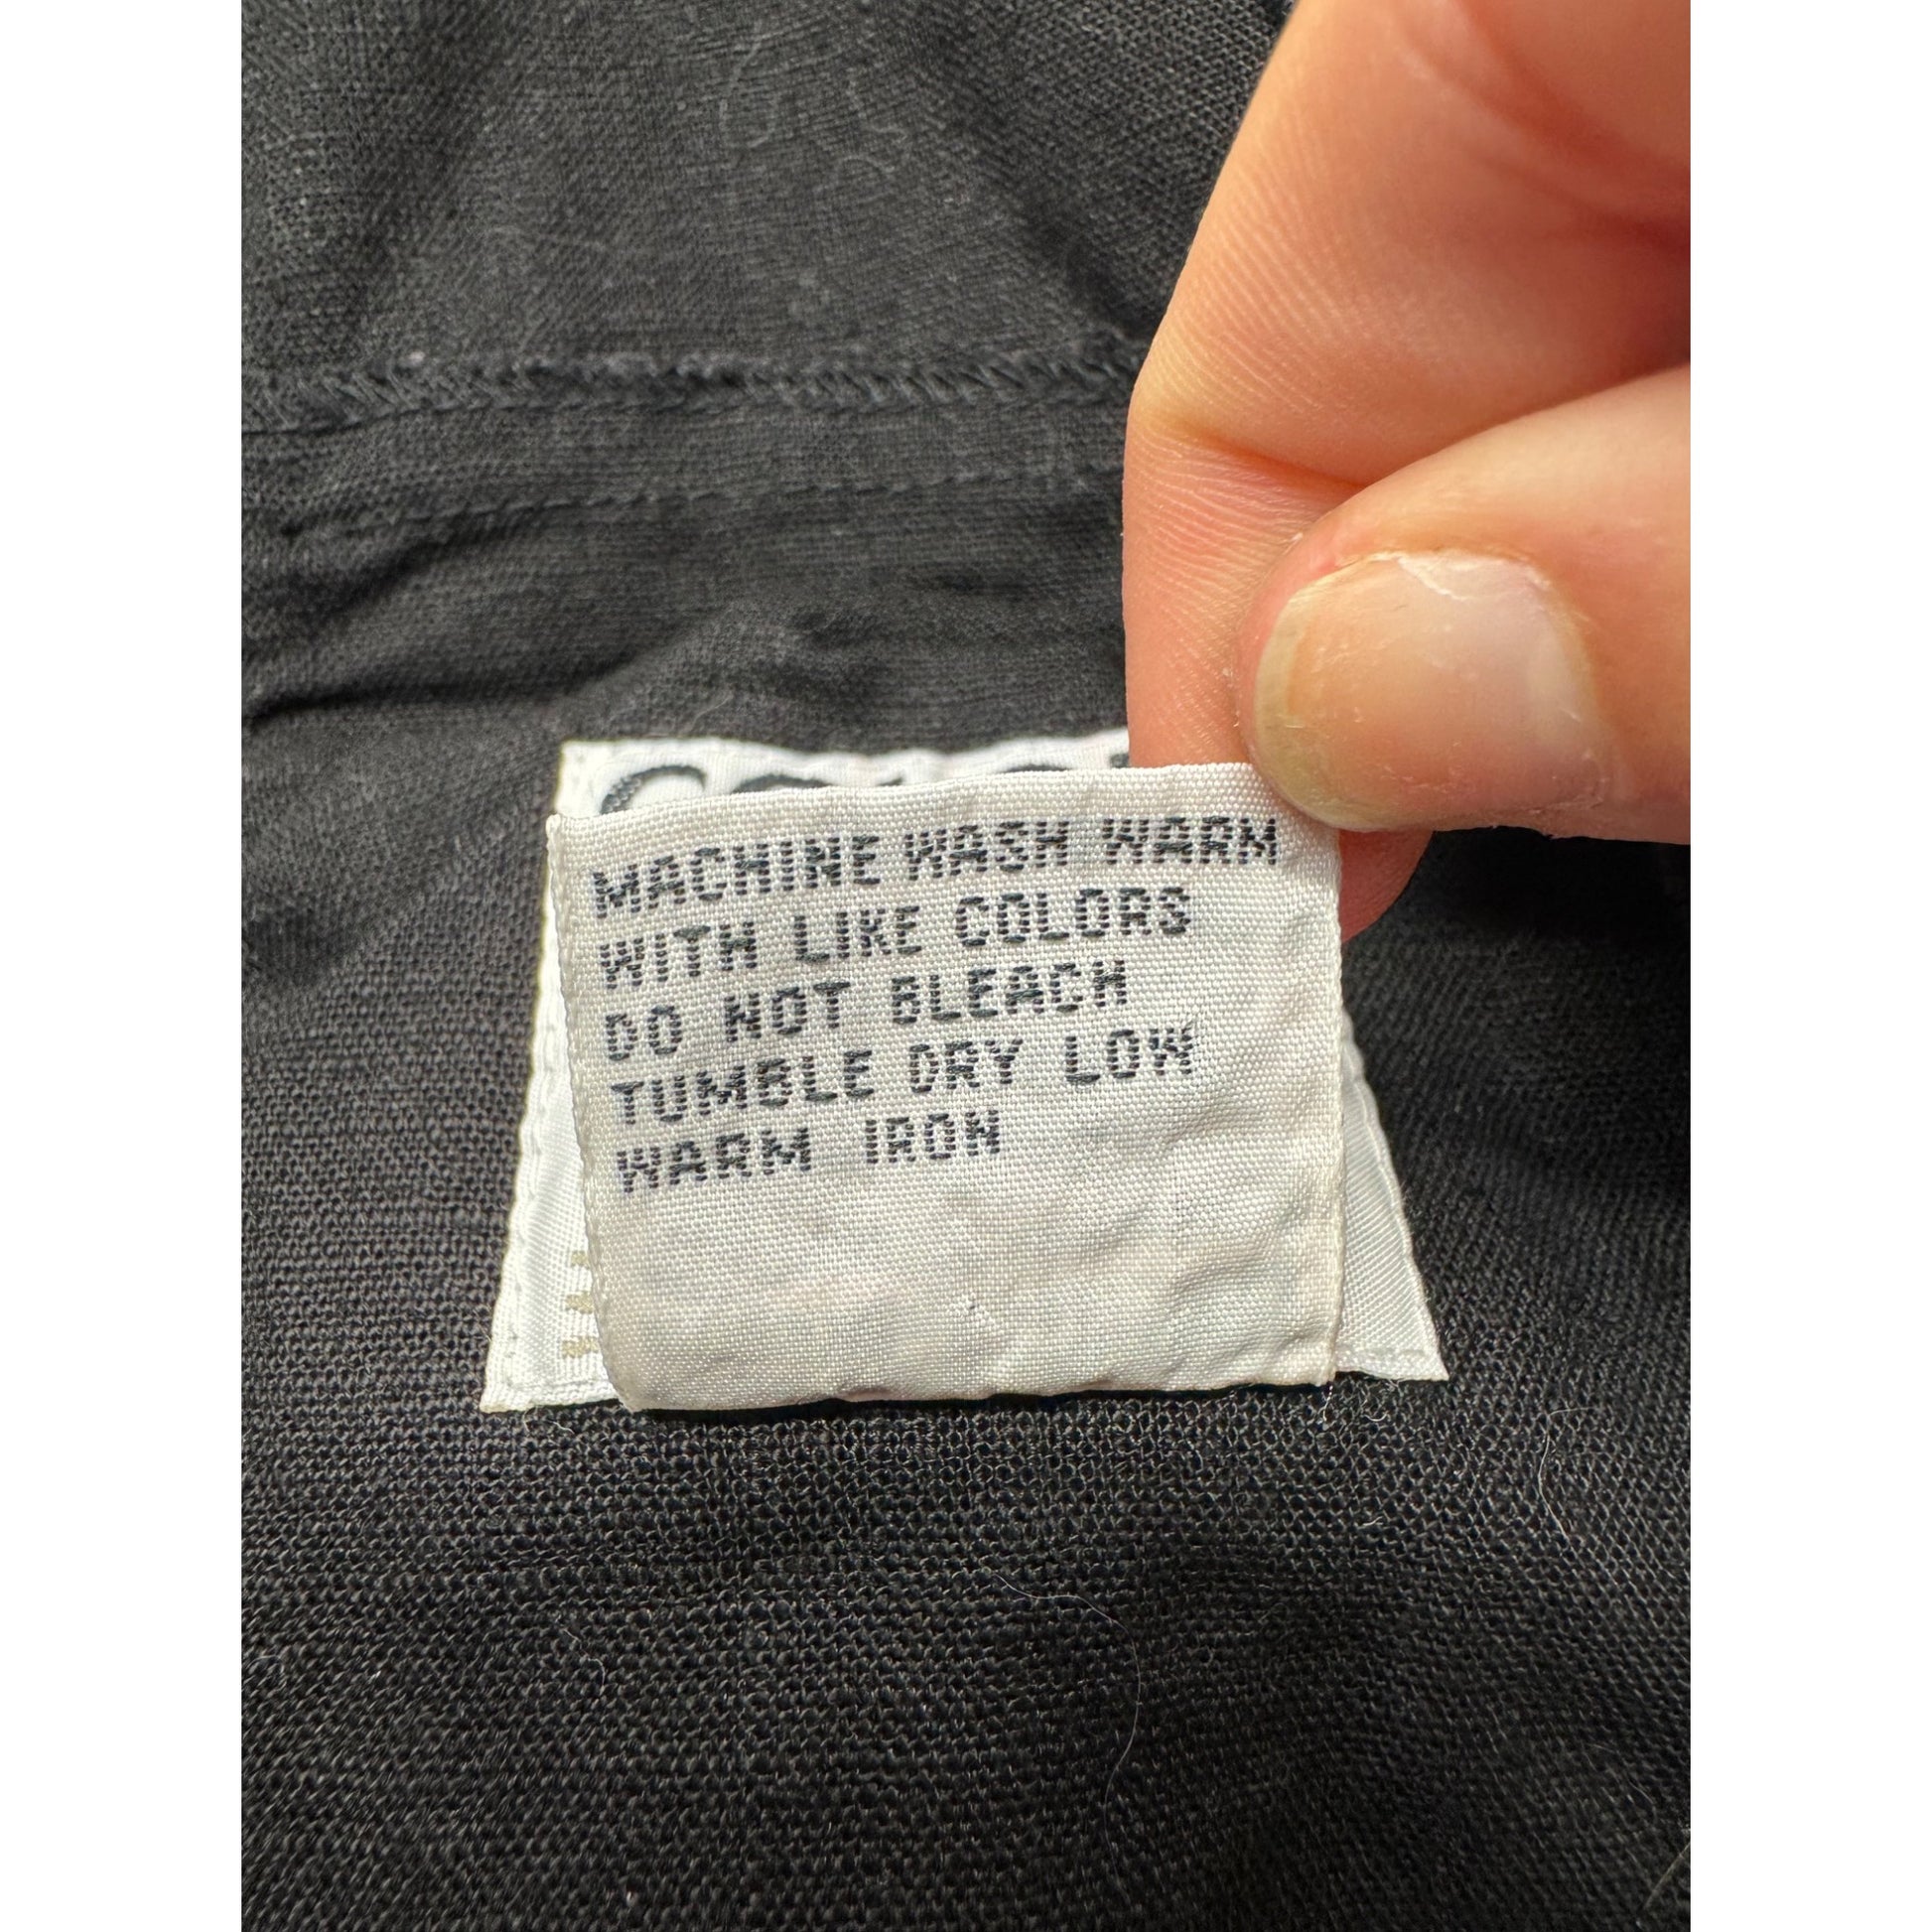 MACHINE WASH WARM
WITH LIKE COLORS
DO NOT BLEACH
TUMBLE DRY LOW
WARM IRON